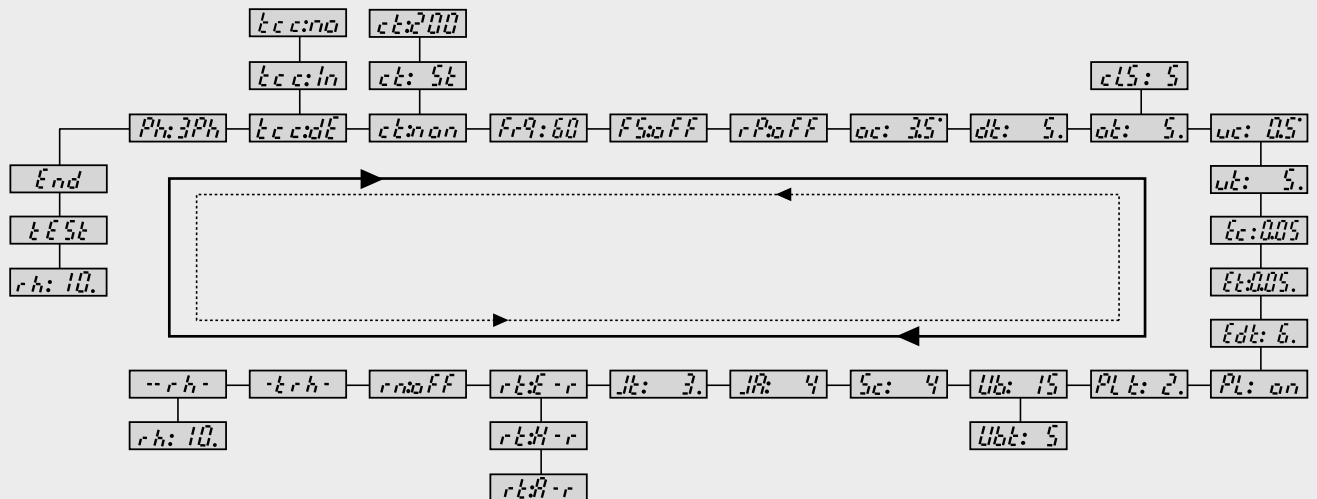 tcc:no ct:200
tcc:In ct: St cLS: 5
Ph:3Ph tcc:dE ct:non Frq:60 FS:oFF rP:oFF oc: 3.5° dt: 5. ot: 5. uc: 0.5°
End ut: 5.
tESt Ec:0.05
rh: 10. Et:0.05.
Edt: 6.
--rh- -trh- rn:oFF rt:E-r Jt: 3. JA: 4 Sc: 4 Ub: 15 PLt: 2. PL: on
rh: 10. rt:H-r Ubt: 5
rt:A-r